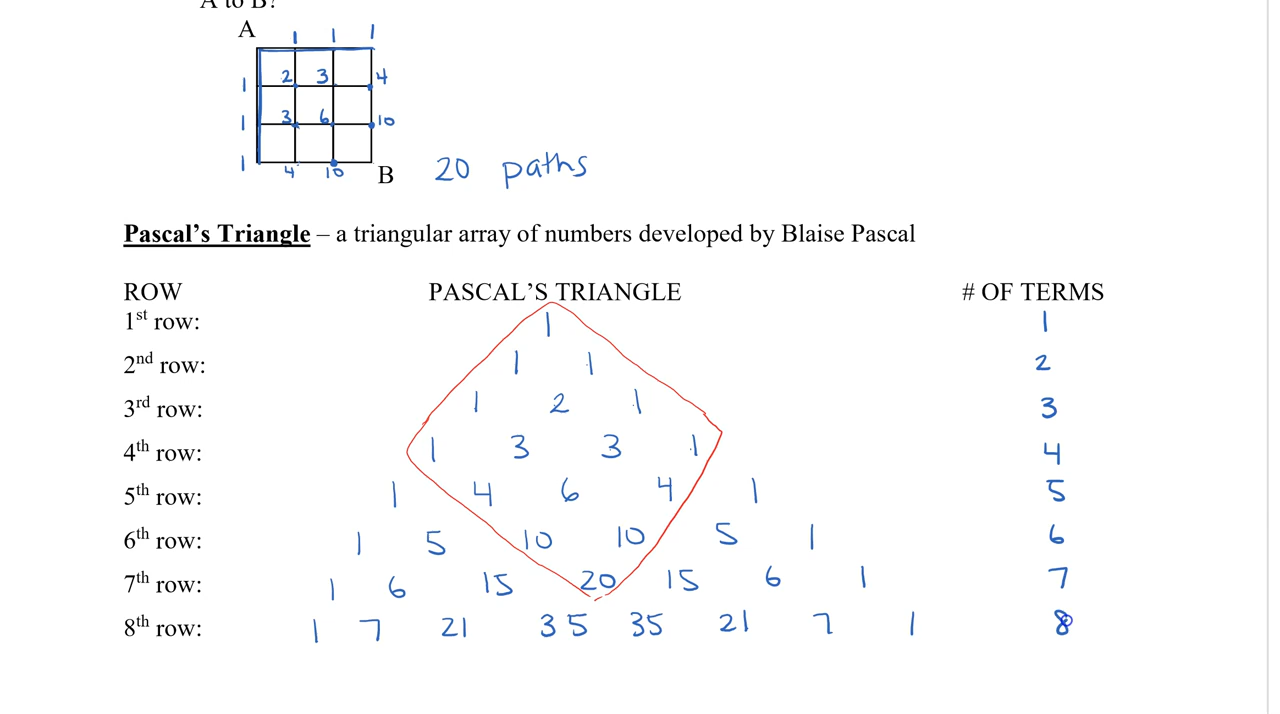 A to B?
A 1 1 1
1 2 3 4
1 3 6 10
1 4 10 B 20 paths
Pascal's Triangle – a triangular array of numbers developed by Blaise Pascal
ROW PASCAL'S TRIANGLE # OF TERMS
1st row: 1 1
2nd row: 1 1 2
3rd row: 1 2 1 3
4th row: 1 3 3 1 4
5th row: 1 4 6 4 1 5
6th row: 1 5 10 10 5 1 6
7th row: 1 6 15 20 15 6 1 7
8th row: 1 7 21 35 35 21 7 1 8